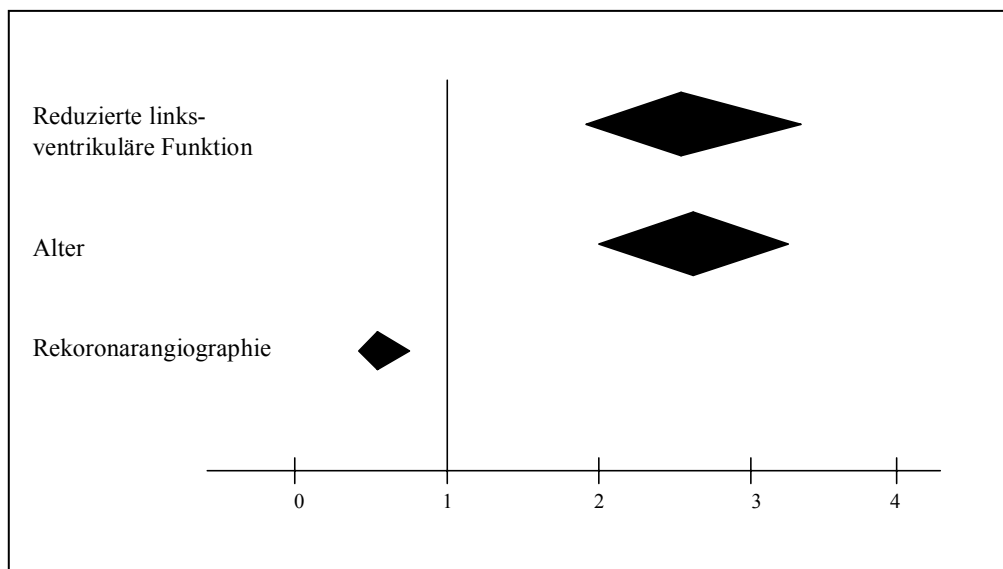 Reduzierte links-
ventrikuläre Funktion
Alter
Rekoronarangiographie
0 1 2 3 4